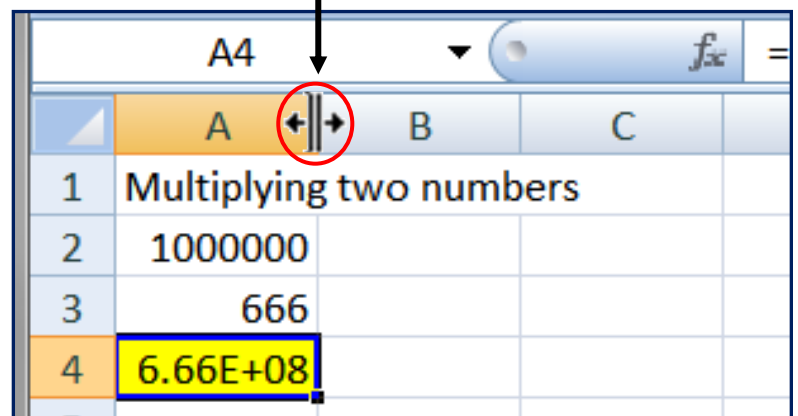 A4 fx =
A B C
1 Multiplying two numbers
2 1000000
3 666
4 6.66E+08